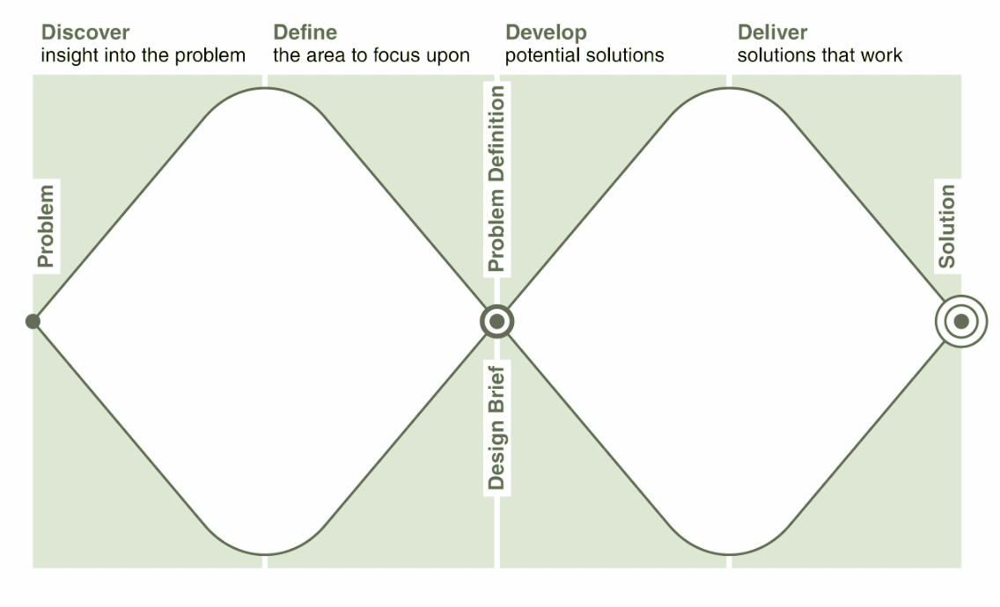 Discover
insight into the problem
Define
the area to focus upon
Develop
potential solutions
Deliver
solutions that work
Problem
Problem Definition
Design Brief
Solution